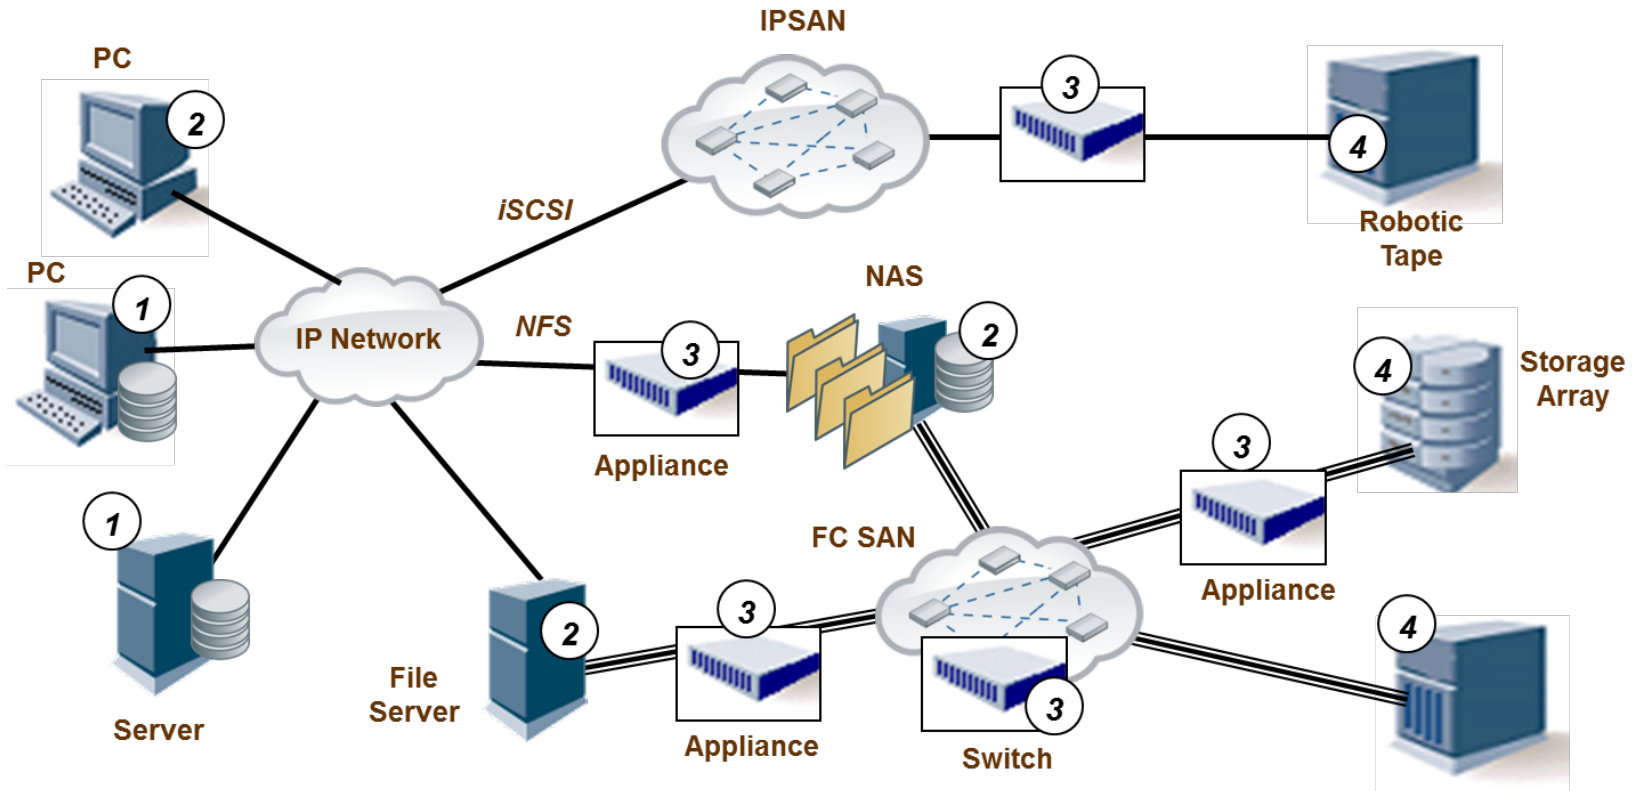 IPSAN
PC
3
2
4
iSCSI
Robotic
Tape
PC
1
NAS
IP Network
NFS
3
2
4
Storage
Array
Appliance
3
1
FC SAN
Appliance
2
3
4
File
Server
3
Server
Appliance
Switch